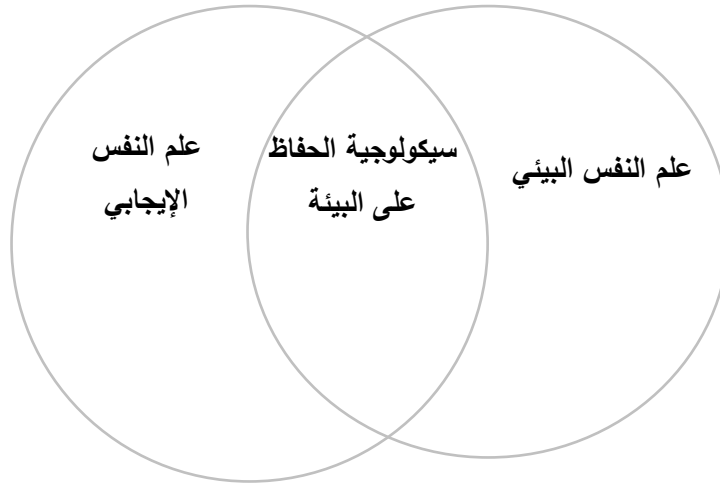 علم النفس البيئي
سيكولوجية الحفاظ
على البيئة
علم النفس
الإيجابي